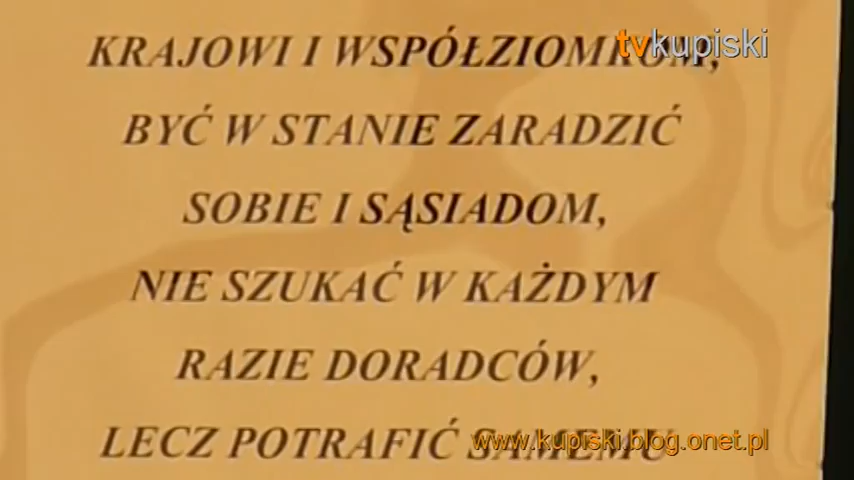 tvkupiski
KRAJOWI I WSPÓŁZIOMKOM,
BYĆ W STANIE ZARADZIĆ
SOBIE I SĄSIADOM,
NIE SZUKAĆ W KAŻDYM
RAZIE DORADCÓW,
LECZ POTRAFIĆ SAMEMU
www.kupiski.blog.onet.pl